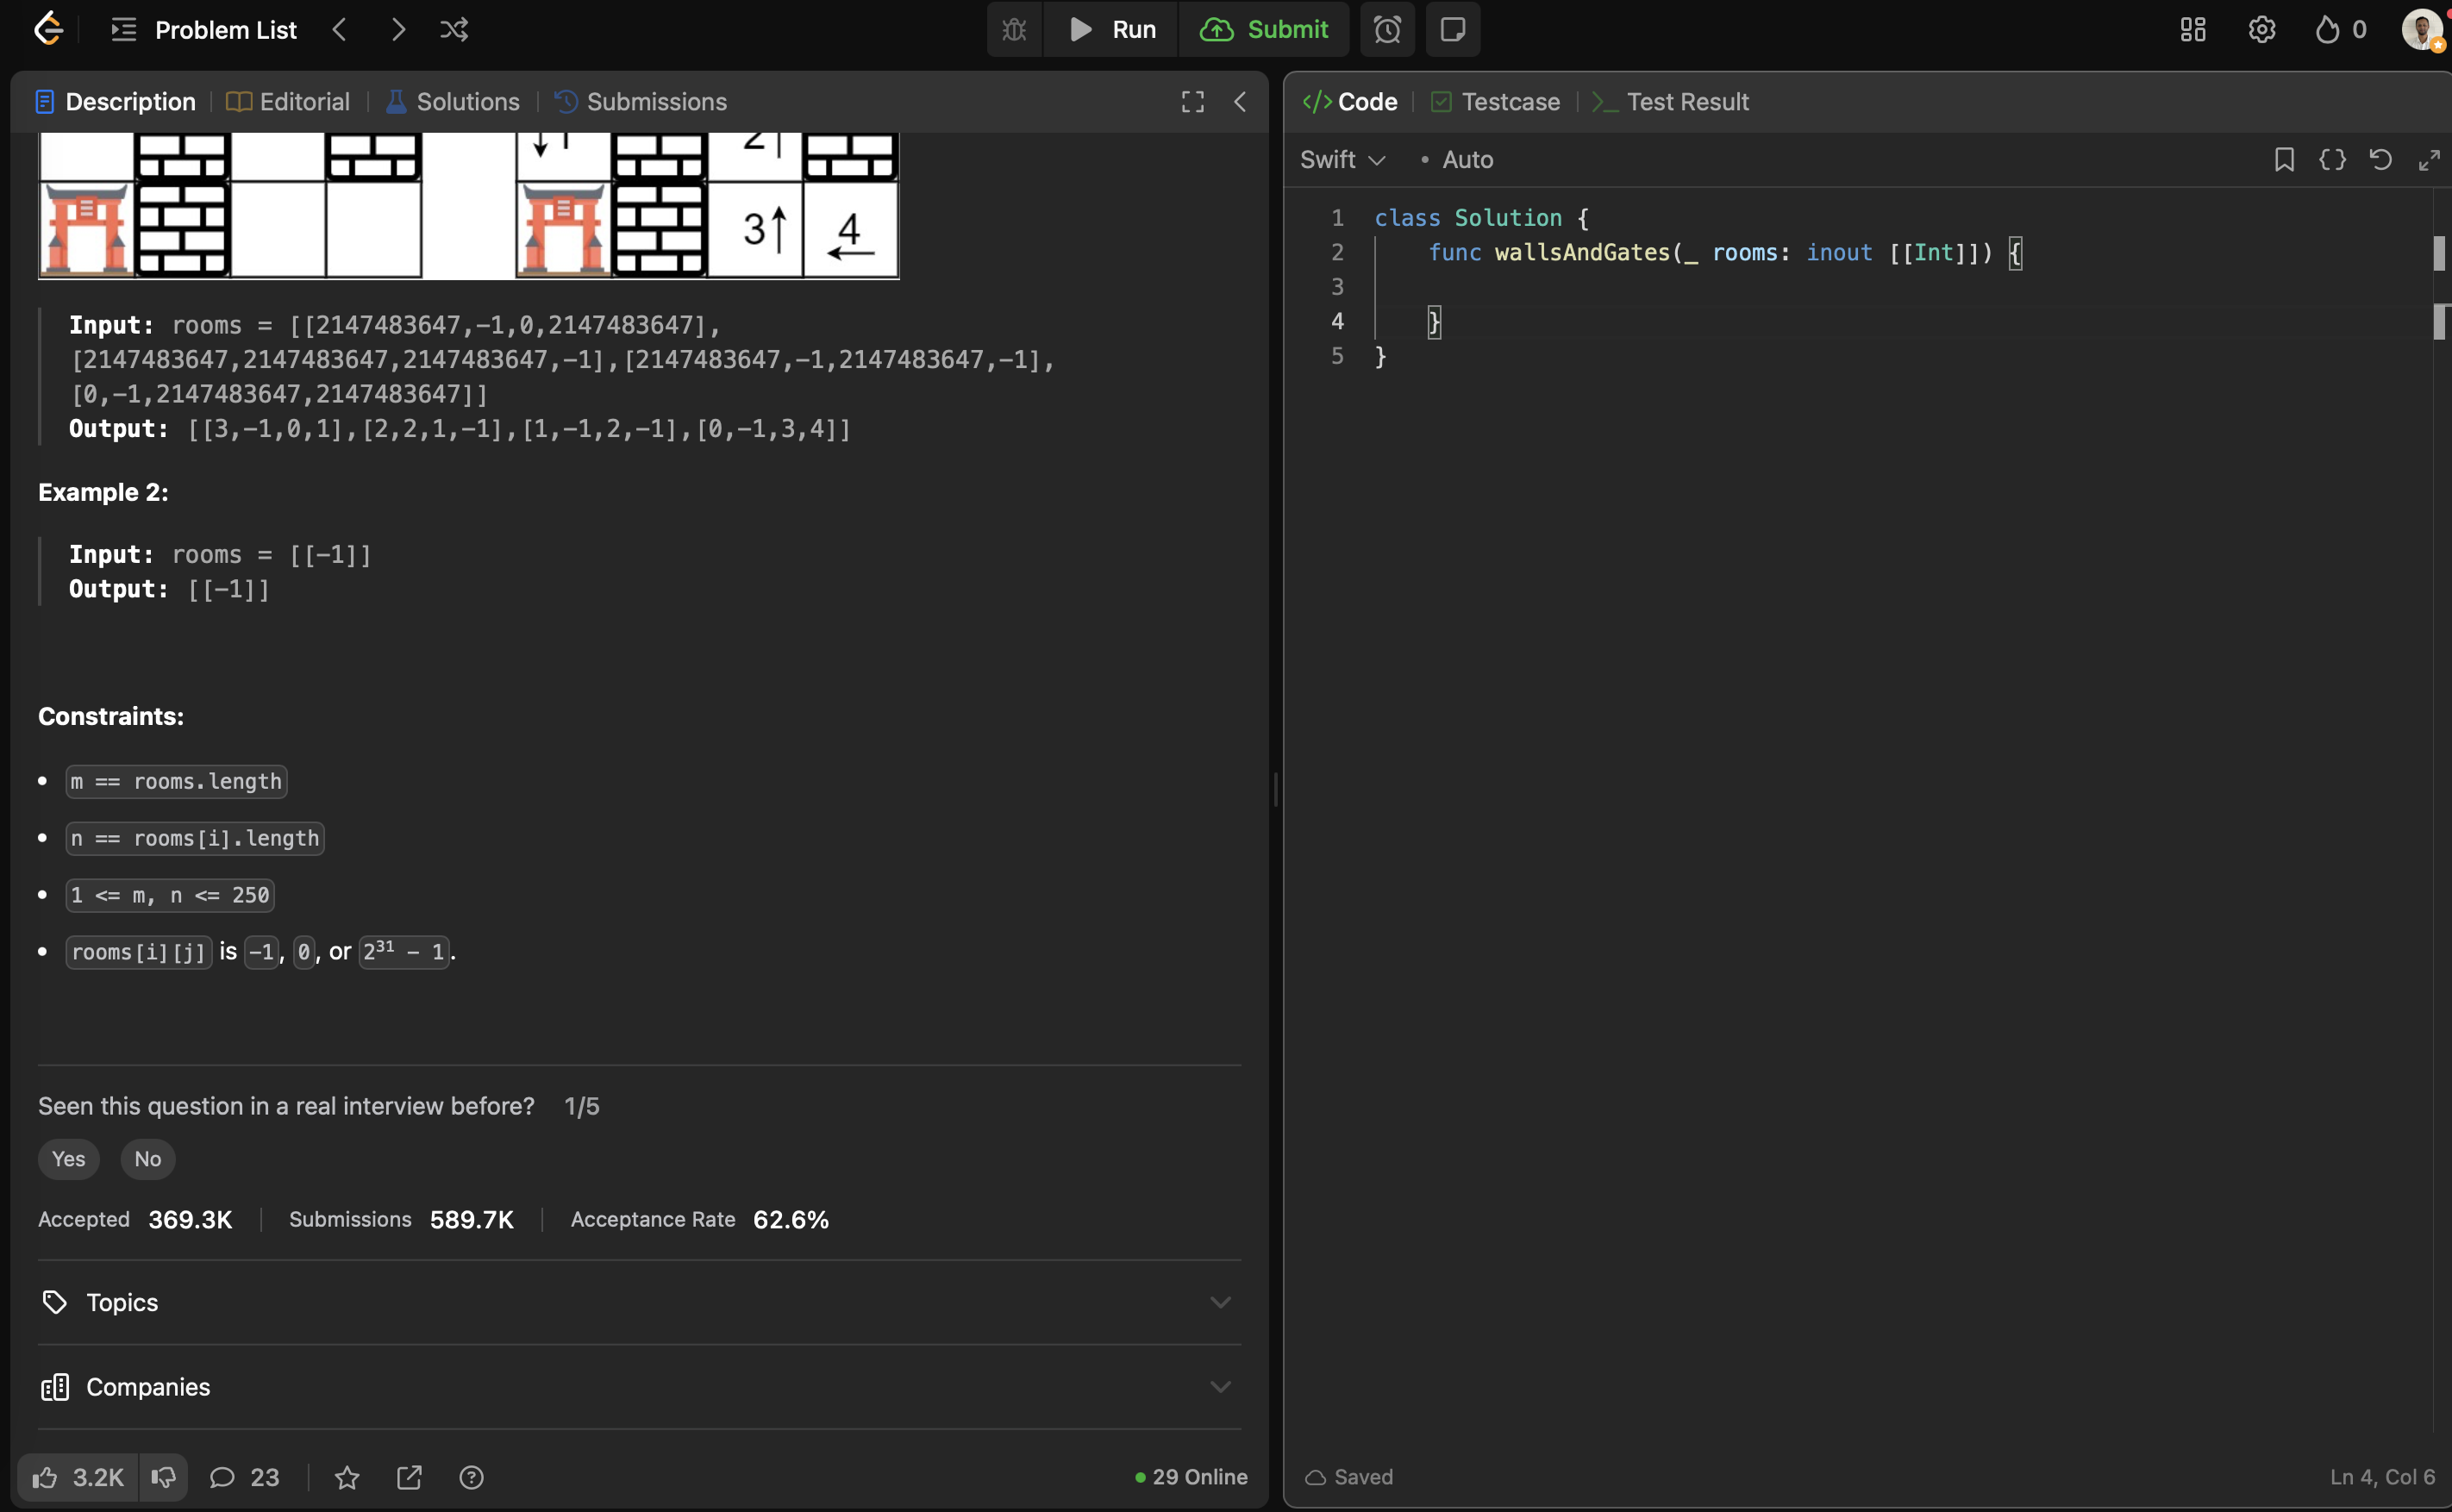 Problem List
Run
Submit
0
Description
Editorial
Solutions
Submissions
1
2
3
4
Input: rooms = [[2147483647,-1,0,2147483647],
[2147483647,2147483647,2147483647,-1],[2147483647,-1,2147483647,-1],
[0,-1,2147483647,2147483647]]
Output: [[3,-1,0,1],[2,2,1,-1],[1,-1,2,-1],[0,-1,3,4]]
Example 2:
Input: rooms = [[-1]]
Output: [[-1]]
Constraints:
m == rooms.length
n == rooms[i].length
1 <= m, n <= 250
rooms[i][j] is -1, 0, or 2³¹ - 1.
Seen this question in a real interview before? 1/5
Yes No
Accepted 369.3K Submissions 589.7K Acceptance Rate 62.6%
Topics
Companies
3.2K 23 29 Online
</> Code Testcase >_ Test Result
Swift • Auto
1 class Solution {
2 func wallsAndGates(_ rooms: inout [[Int]]) {
3
4 }
5 }
Saved Ln 4, Col 6